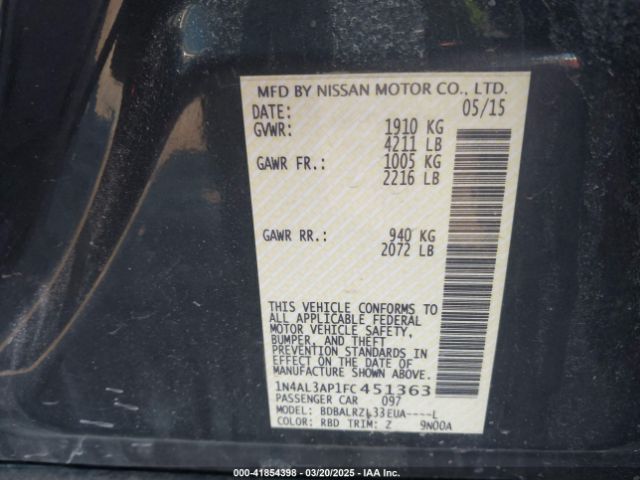 MFD BY NISSAN MOTOR CO., LTD.
DATE: 05/15
GVWR: 1910 KG
4211 LB
GAWR FR.: 1005 KG
2216 LB
GAWR RR.: 940 KG
2072 LB
THIS VEHICLE CONFORMS TO
ALL APPLICABLE FEDERAL
MOTOR VEHICLE SAFETY,
BUMPER, AND THEFT
PREVENTION STANDARDS IN
EFFECT ON THE DATE OF
MANUFACTURE SHOWN ABOVE.
1N4AL3AP1FC451363
PASSENGER CAR 097
MODEL: BDBALRZL33EUA----L
COLOR: RBD TRIM: Z 9N00A
000-41854398 | 03/20/2025 | IAA Inc.